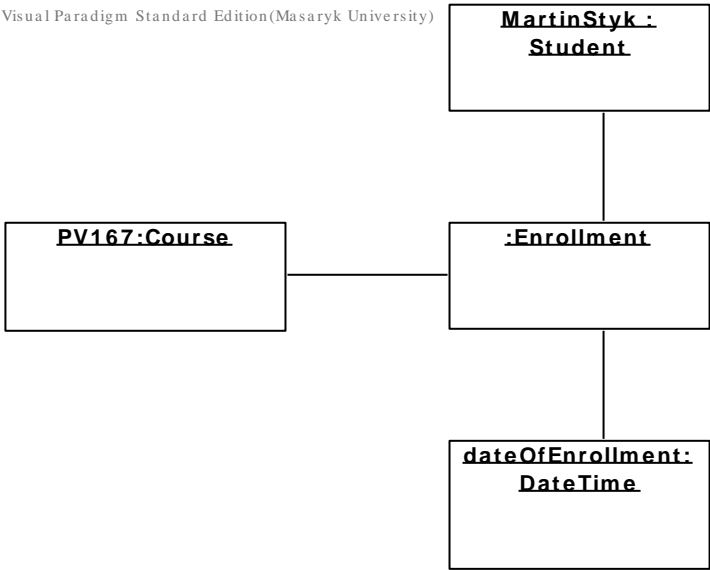 Visual Paradigm Standard Edition(Masaryk University)
MartinStyk :
Student
PV167:Course
:Enrollment
dateOfEnrollment:
DateTime